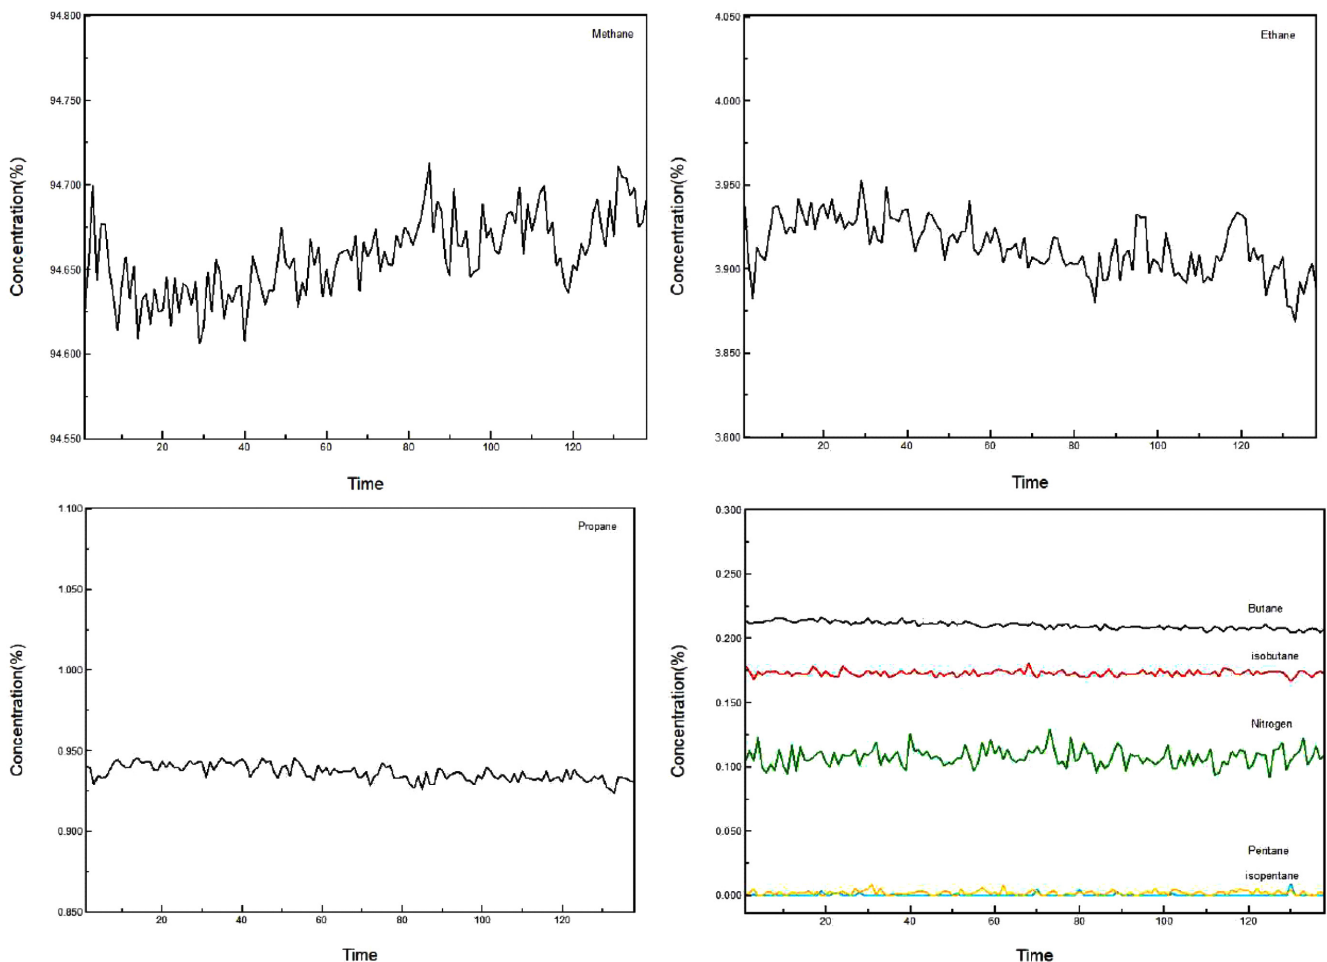 94.800
94.750
94.700
94.650
94.600
94.550
Methane
Concentration(%)
20 40 60 80 100 120
Time
4.050
4.000
3.950
3.900
3.850
3.800
Ethane
Concentration(%)
20 40 60 80 100 120
Time
1.100
1.050
1.000
0.950
0.900
0.850
Propane
Concentration(%)
20 40 60 80 100 120
Time
0.300
0.250
0.200
0.150
0.100
0.050
0.000
Butane
isobutane
Nitrogen
Pentane
isopentane
Concentration(%)
20 40 60 80 100 120
Time